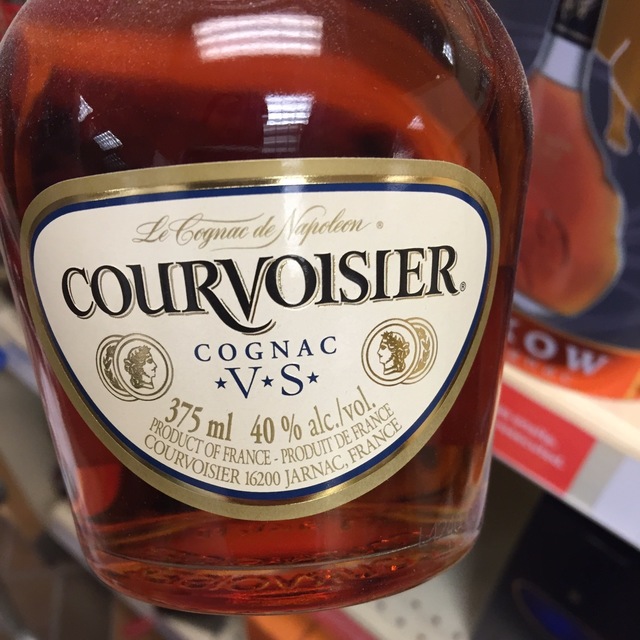 Le Cognac de Napoleon ®
COURVOISIER®
COGNAC
★V★S★
375 ml 40 % alc./vol.
PRODUCT OF FRANCE - PRODUIT DE FRANCE
COURVOISIER 16200 JARNAC, FRANCE